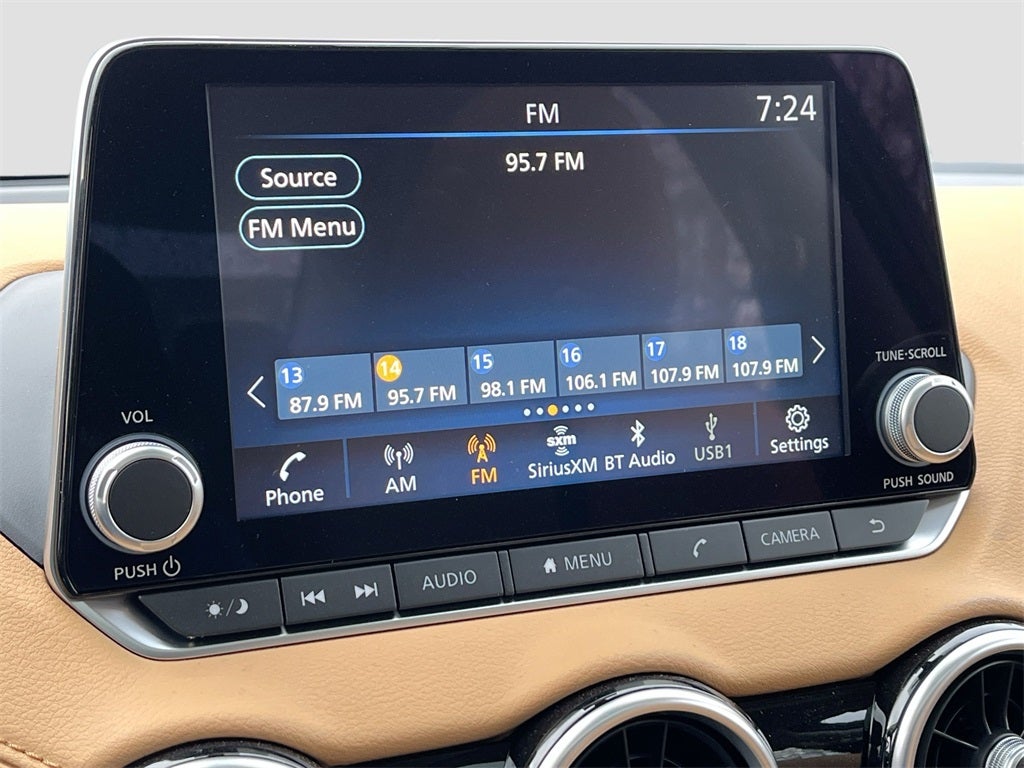 FM 7:24
95.7 FM
Source
FM Menu
13 14 15 16 17 18
87.9 FM 95.7 FM 98.1 FM 106.1 FM 107.9 FM 107.9 FM
TUNE·SCROLL
VOL
Phone AM FM sxm SiriusXM BT Audio USB1 Settings
PUSH SOUND
PUSH
AUDIO MENU CAMERA